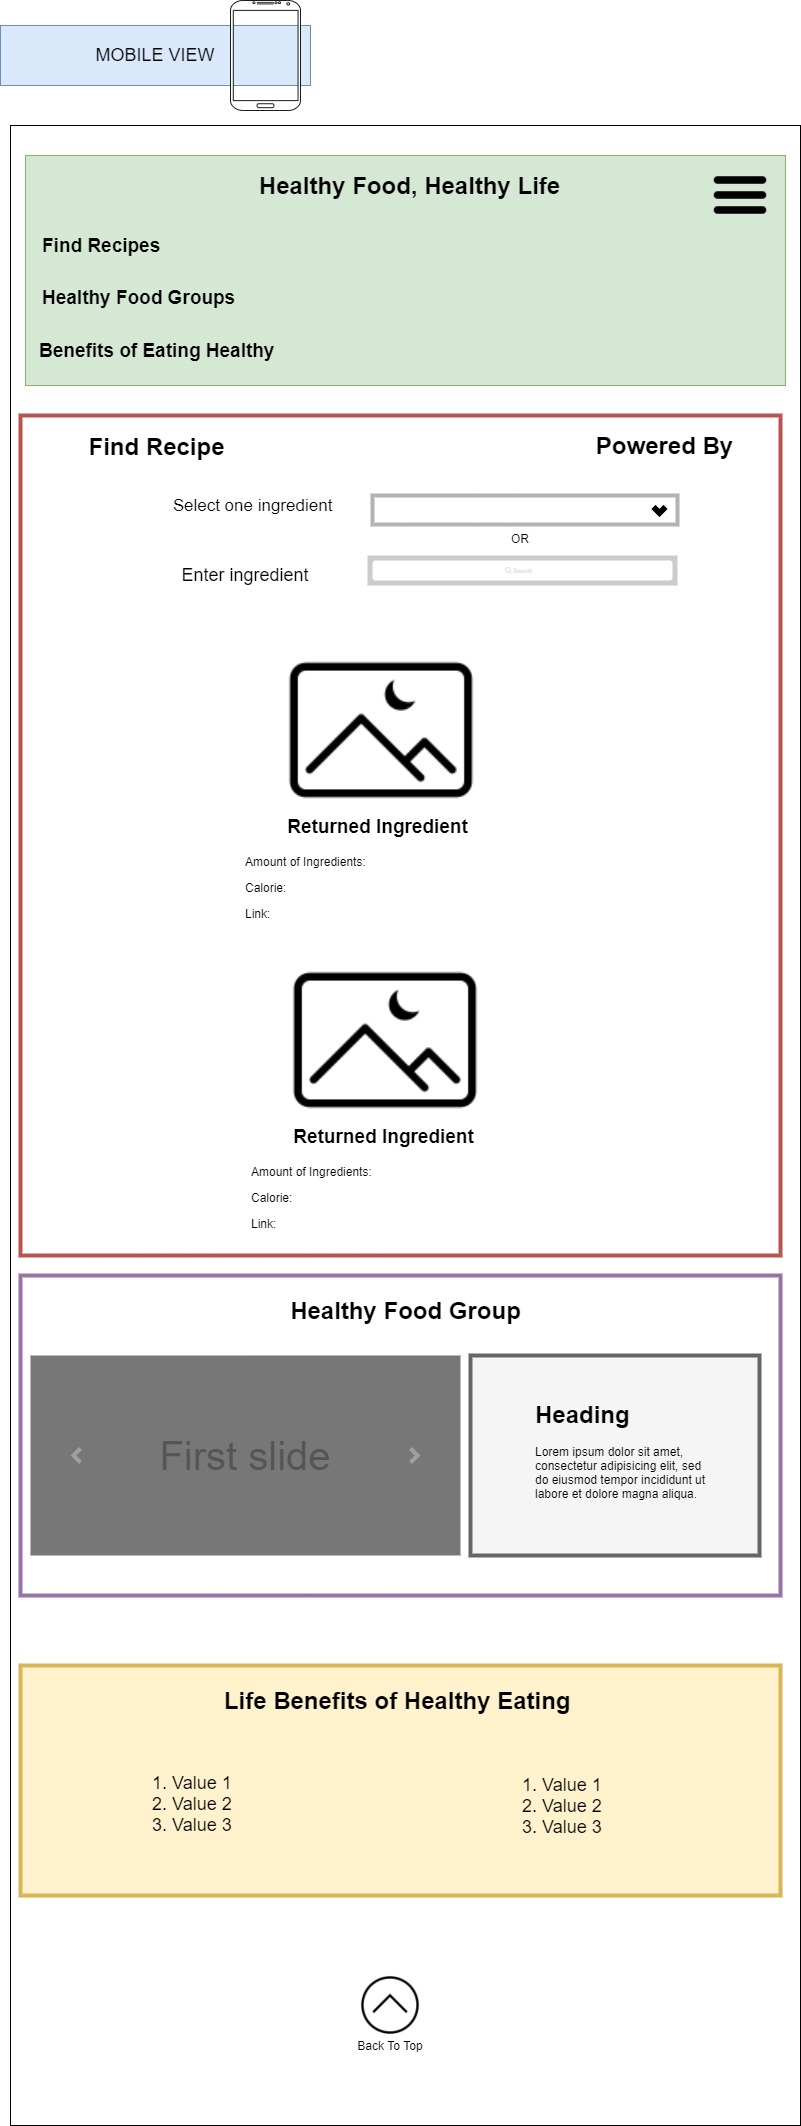 MOBILE VIEW
Healthy Food, Healthy Life
Find Recipes
Healthy Food Groups
Benefits of Eating Healthy
Find Recipe
Powered By
Select one ingredient
OR
Enter ingredient
Search
Returned Ingredient
Amount of Ingredients:
Calorie:
Link:
Returned Ingredient
Amount of Ingredients:
Calorie:
Link:
Healthy Food Group
First slide
Heading
Lorem ipsum dolor sit amet,
consectetur adipisicing elit, sed
do eiusmod tempor incididunt ut
labore et dolore magna aliqua.
Life Benefits of Healthy Eating
1. Value 1
2. Value 2
3. Value 3
1. Value 1
2. Value 2
3. Value 3
Back To Top